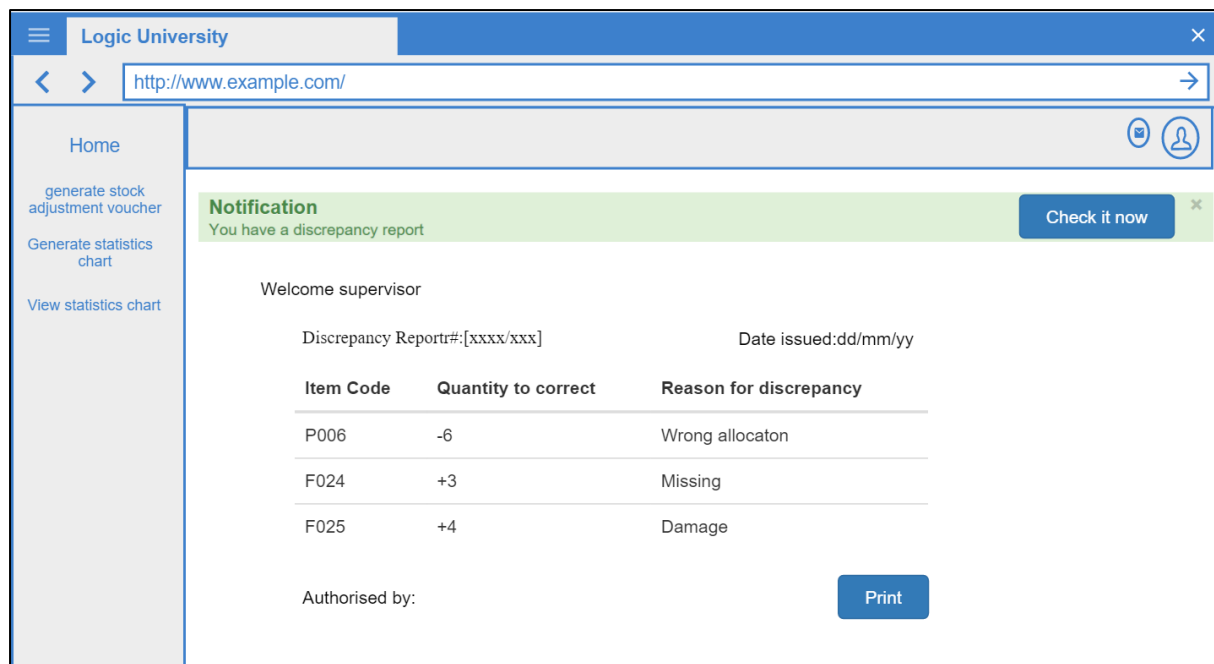 Logic University
http://www.example.com/
Home
generate stock
adjustment voucher
Generate statistics
chart
View statistics chart
Notification
You have a discrepancy report
Check it now
Welcome supervisor
Discrepancy Reportr#:[xxxx/xxx] Date issued:dd/mm/yy
Item Code Quantity to correct Reason for discrepancy
P006 -6 Wrong allocaton
F024 +3 Missing
F025 +4 Damage
Authorised by:
Print